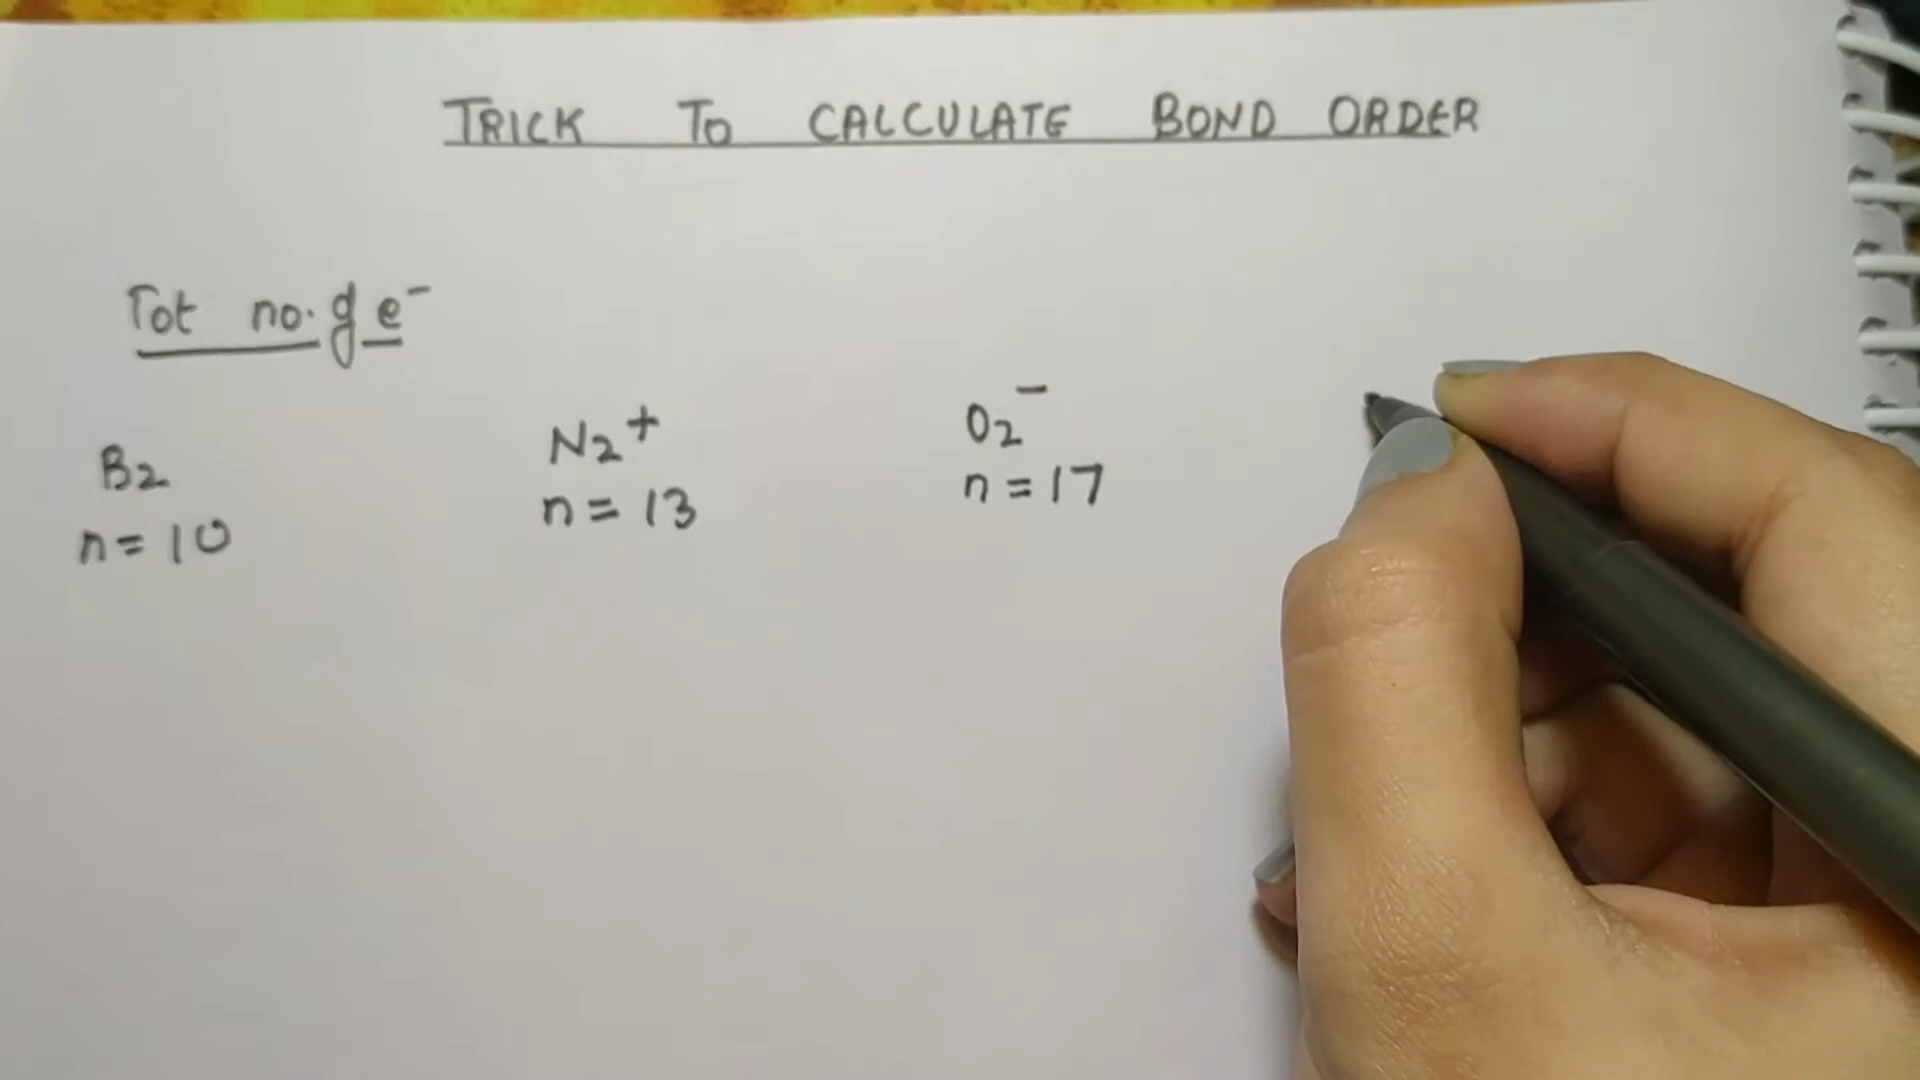 TRICK TO CALCULATE BOND ORDER
Tot no. of e⁻
B₂
n = 10
N₂⁺
n = 13
O₂⁻
n = 17